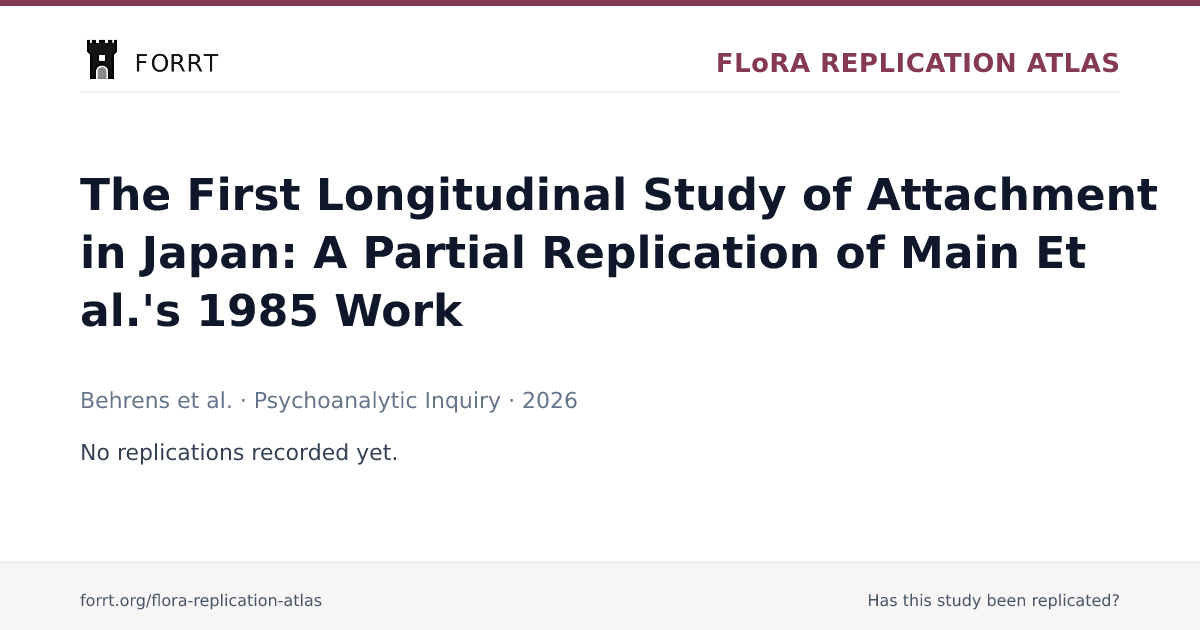 FORRT
FLoRA REPLICATION ATLAS
The First Longitudinal Study of Attachment
in Japan: A Partial Replication of Main Et
al.'s 1985 Work
Behrens et al. · Psychoanalytic Inquiry · 2026
No replications recorded yet.
forrt.org/flora-replication-atlas
Has this study been replicated?